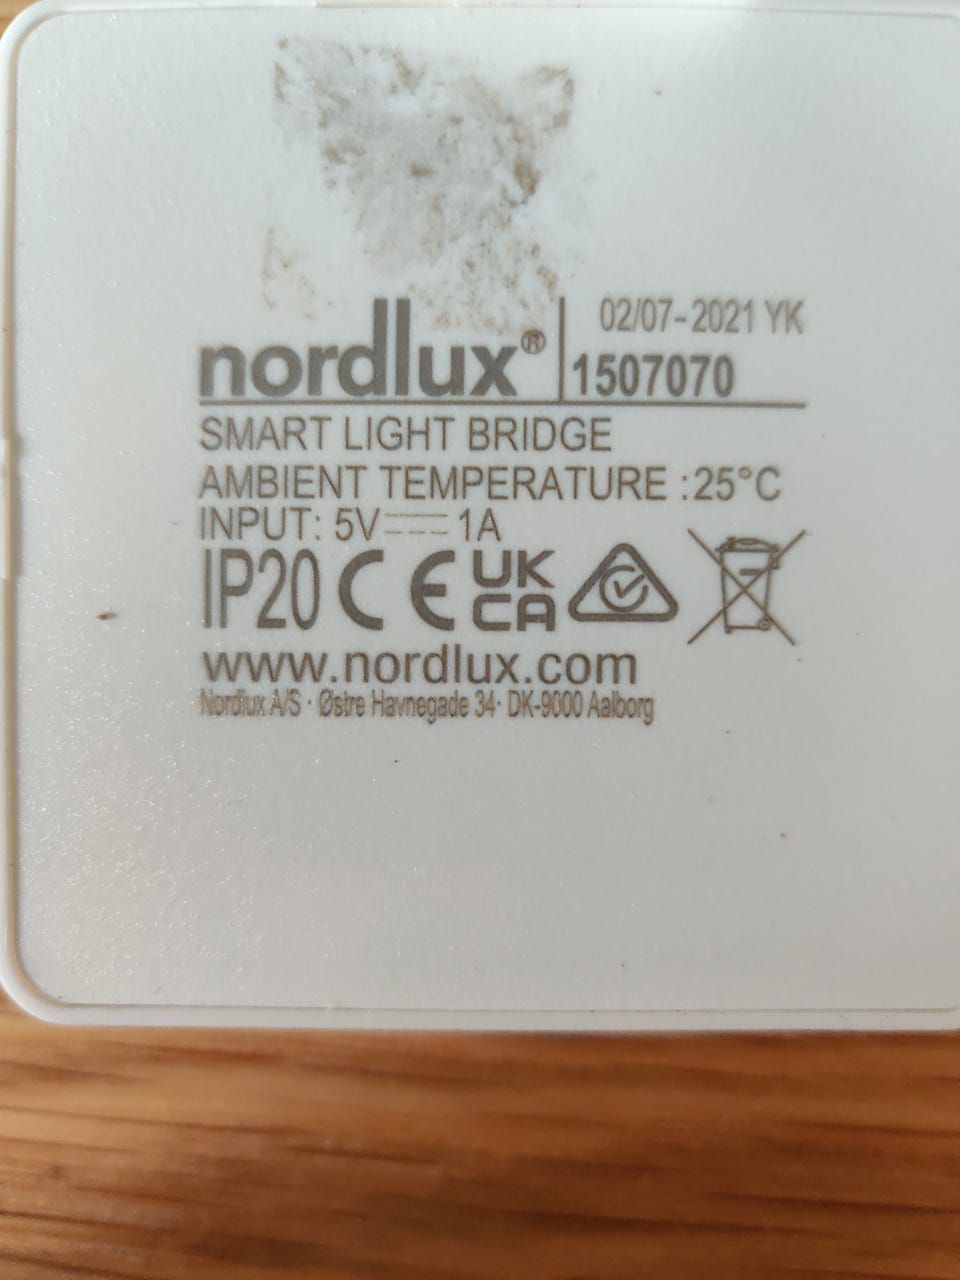 nordlux®
02/07-2021 YK
1507070
SMART LIGHT BRIDGE
AMBIENT TEMPERATURE :25°C
INPUT: 5V⎓1A
IP20 CE UK CA
www.nordlux.com
Nordlux A/S · Østre Havnegade 34· DK-9000 Aalborg